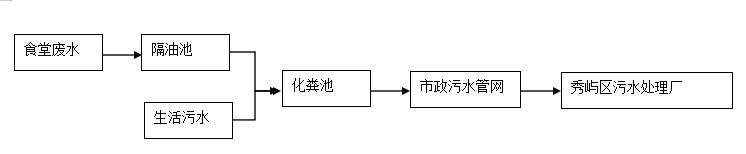 食堂废水
隔油池
生活污水
化粪池
市政污水管网
秀屿区污水处理厂